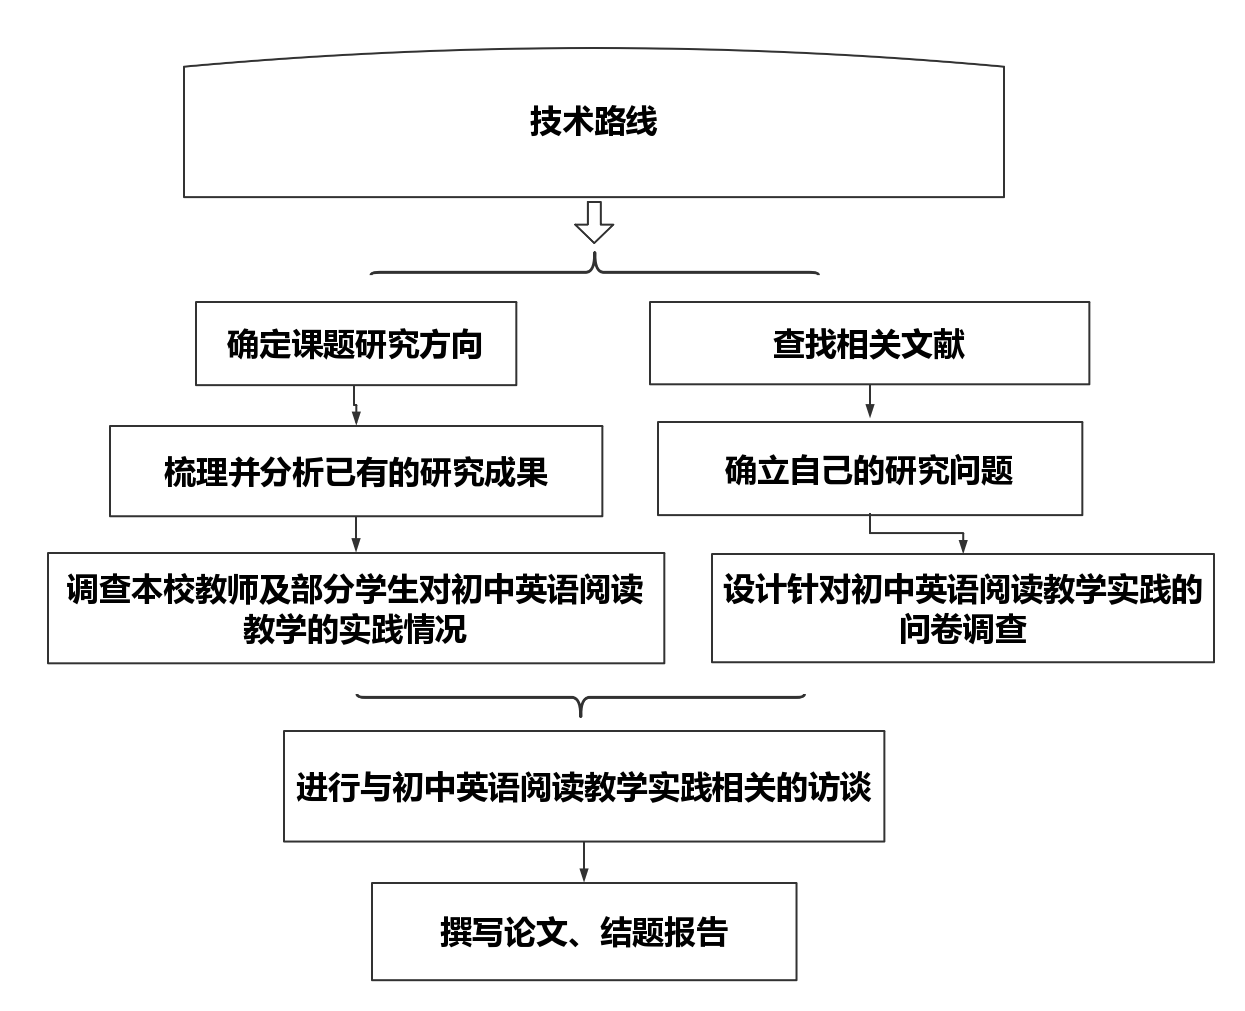 技术路线
确定课题研究方向
查找相关文献
梳理并分析已有的研究成果
确立自己的研究问题
调查本校教师及部分学生对初中英语阅读
教学的实践情况
设计针对初中英语阅读教学实践的
问卷调查
进行与初中英语阅读教学实践相关的访谈
撰写论文、结题报告